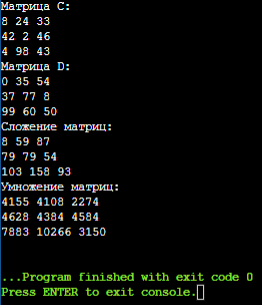 Матрица C:
8 24 33
42 2 46
4 98 43
Матрица D:
0 35 54
37 77 8
99 60 50
Сложение матриц:
8 59 87
79 79 54
103 158 93
Умножение матриц:
4155 4108 2274
4628 4384 4584
7883 10266 3150
...Program finished with exit code 0
Press ENTER to exit console.